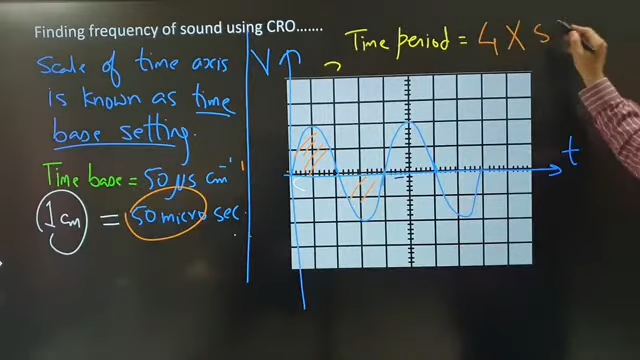 Finding frequency of sound using CRO.......
Scale of time axis
is known as time
base setting.
Time base = 50 μs cm⁻¹
1 cm = 50 micro sec.
Time period = 4 X 5
V
t